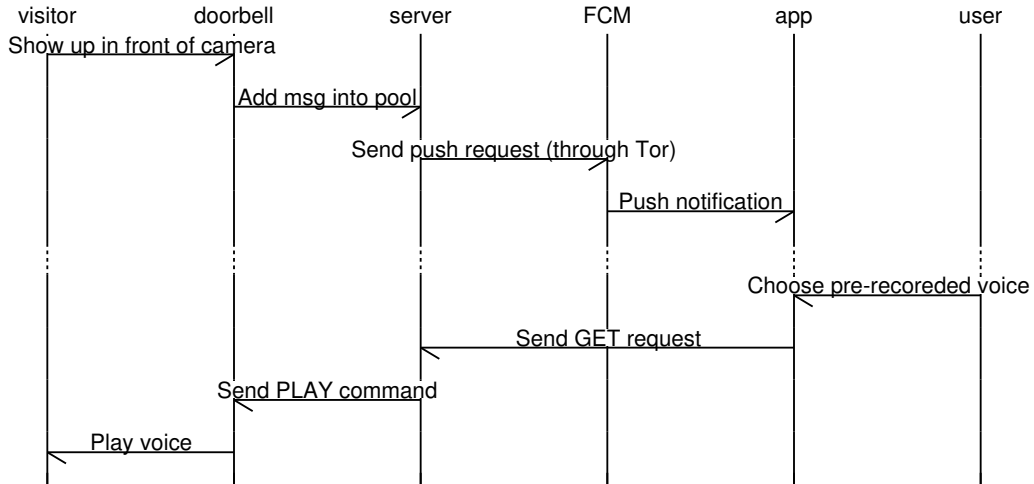 visitor doorbell server FCM app user
Show up in front of camera
Add msg into pool
Send push request (through Tor)
Push notification
Choose pre-recoreded voice
Send GET request
Send PLAY command
Play voice